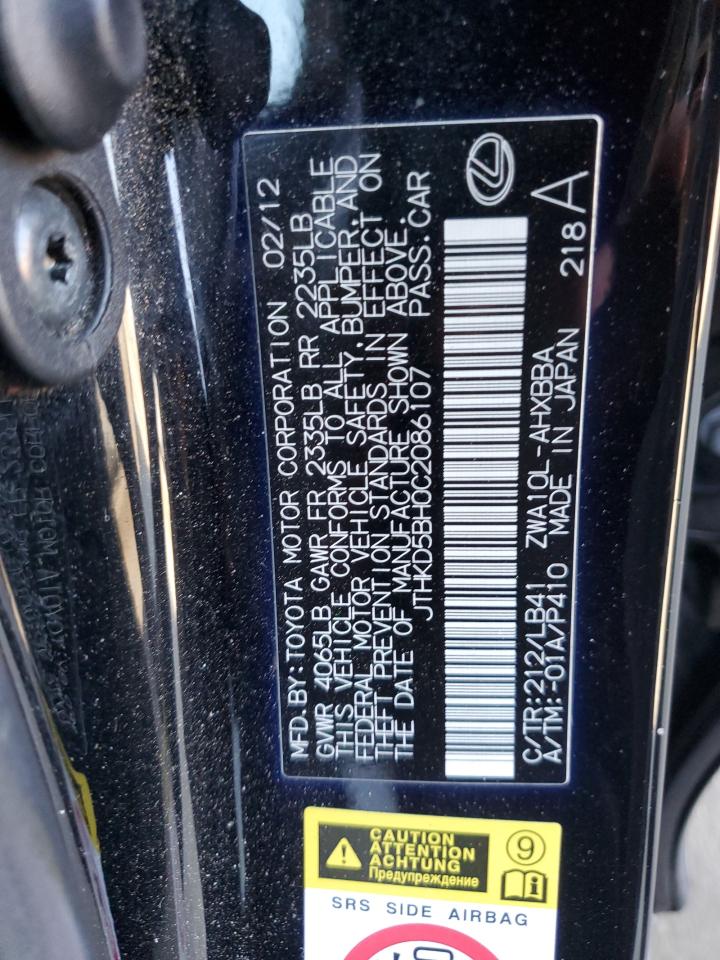 MFD.BY:TOYOTA MOTOR CORPORATION 02/12
GVWR 4065LB GAWR FR 2335LB RR 2235LB
THIS VEHICLE CONFORMS TO ALL APPLICABLE
FEDERAL MOTOR VEHICLE SAFETY,BUMPER,AND
THEFT PREVENTION STANDARDS IN EFFECT ON
THE DATE OF MANUFACTURE SHOWN ABOVE.
JTHKD5BH0C2086107 PASS.CAR
C/TR:212/LB41 ZWA10L-AHXBBA 218A
A/TM:-01A/P410 MADE IN JAPAN
CAUTION
ATTENTION
ACHTUNG
Предупреждение
9
SRS SIDE AIRBAG